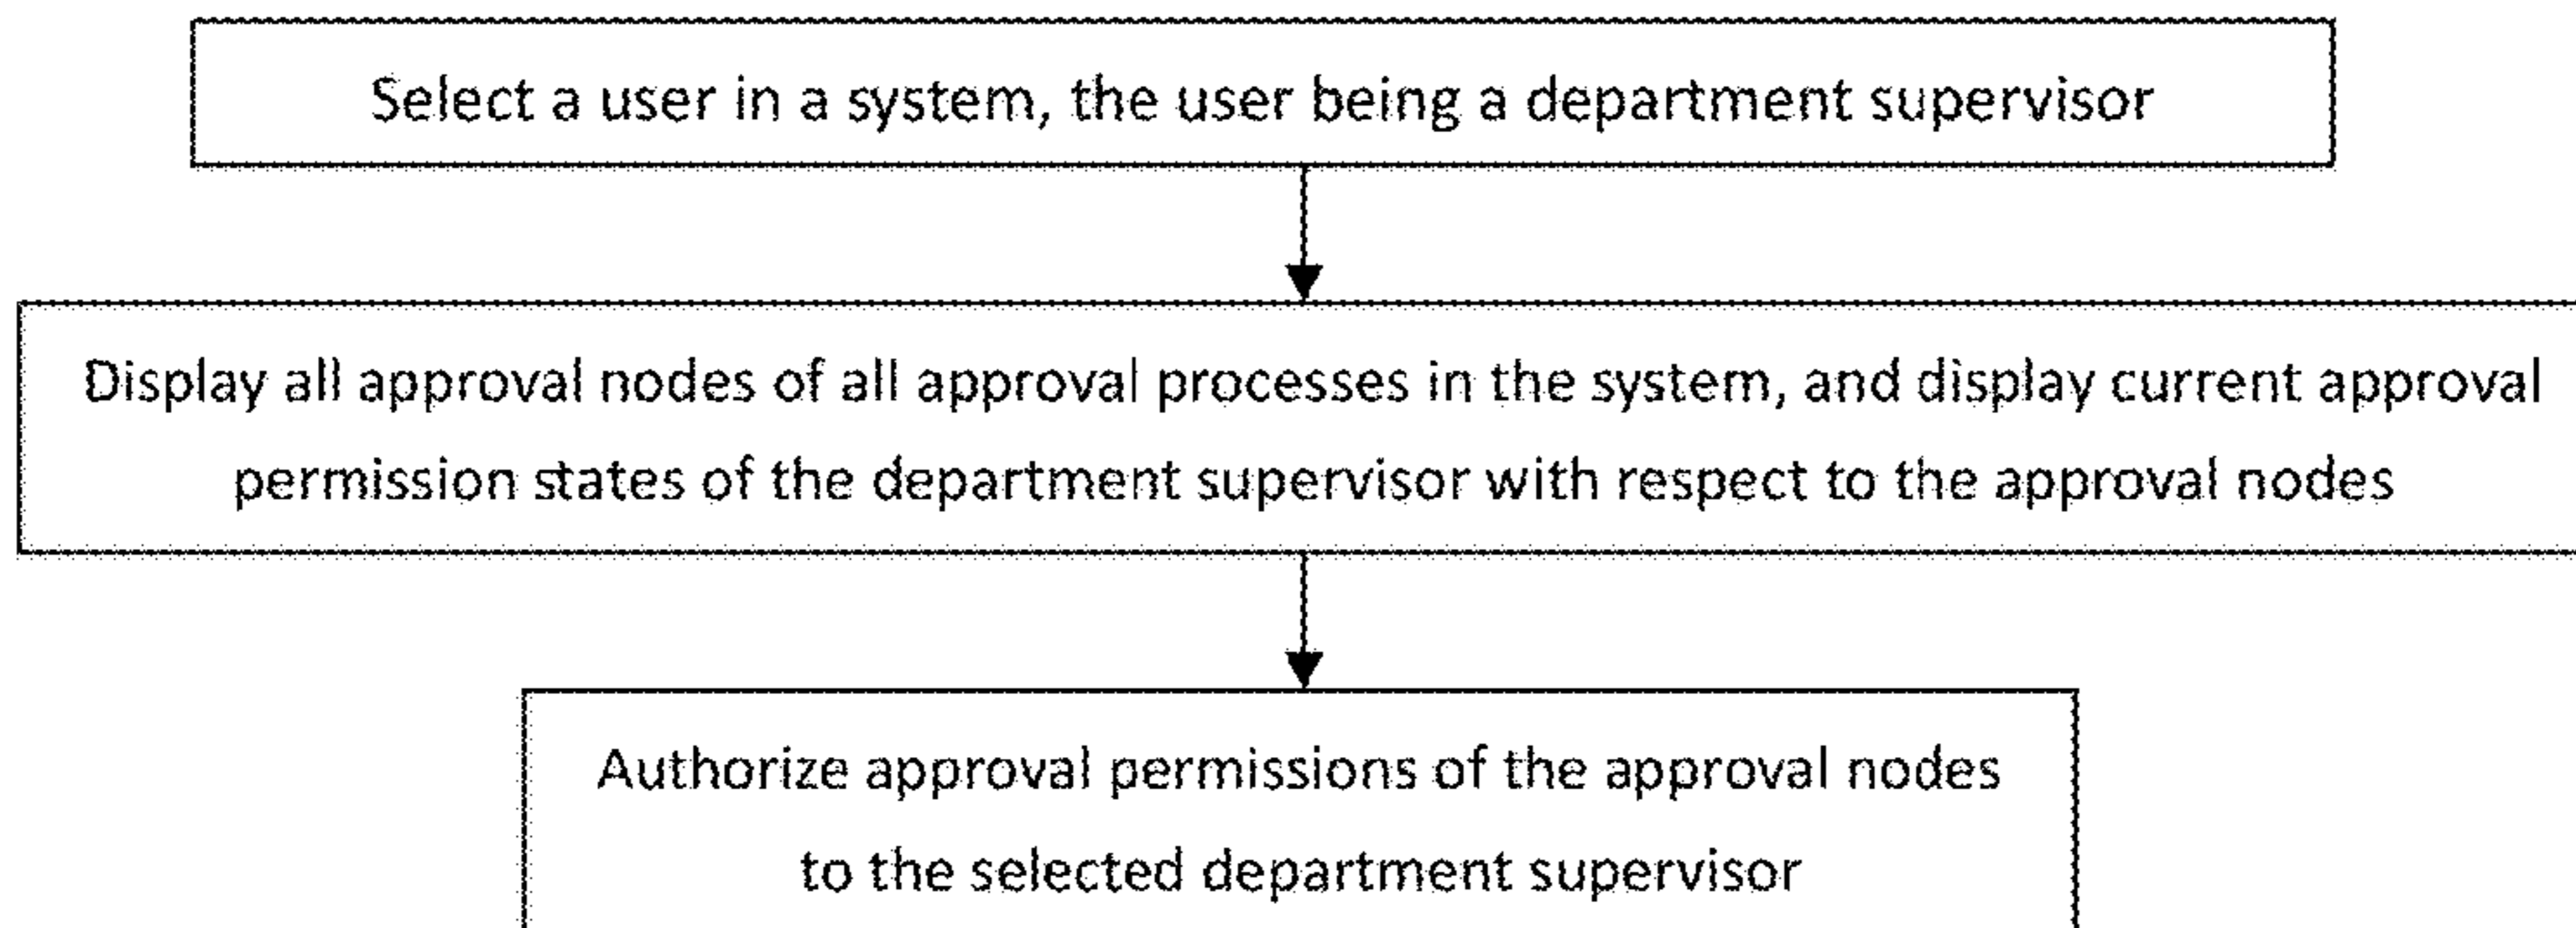 Select a user in a system, the user being a department supervisor
Display all approval nodes of all approval processes in the system, and display current approval
permission states of the department supervisor with respect to the approval nodes
Authorize approval permissions of the approval nodes
to the selected department supervisor